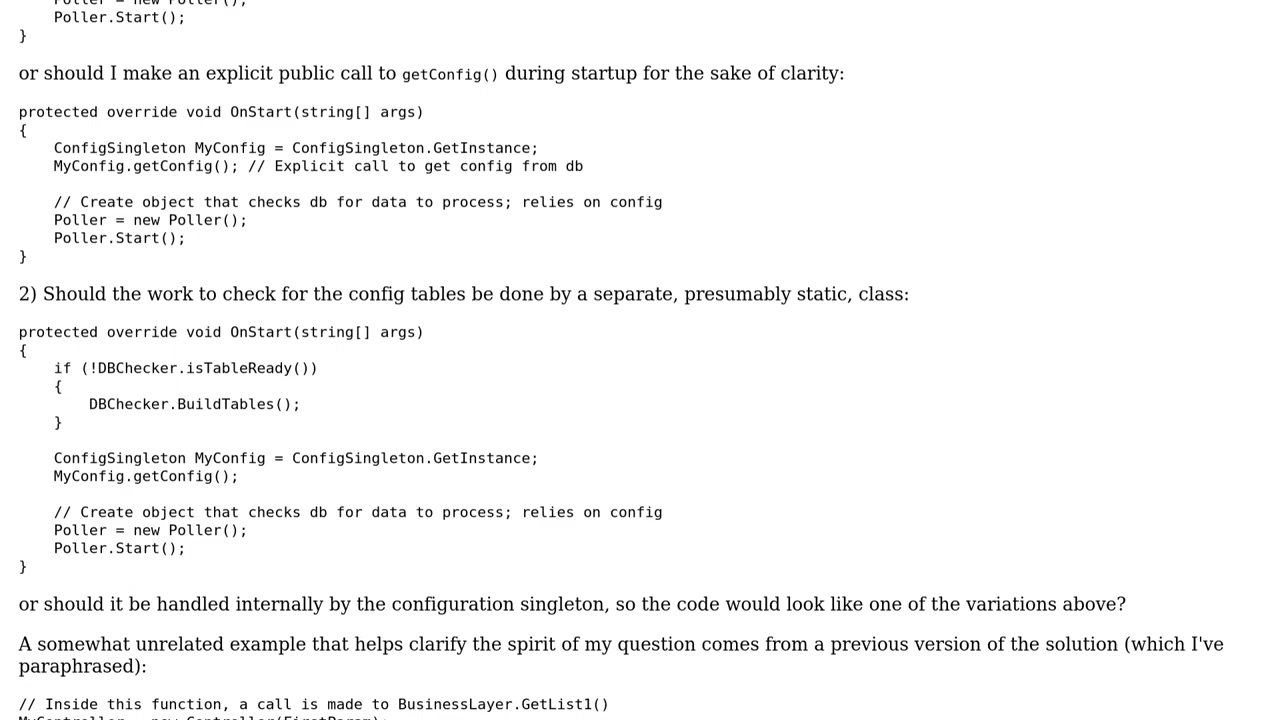 Poller = new Poller();
Poller.Start();
}
or should I make an explicit public call to getConfig() during startup for the sake of clarity:
protected override void OnStart(string[] args)
{
ConfigSingleton MyConfig = ConfigSingleton.GetInstance;
MyConfig.getConfig(); // Explicit call to get config from db
// Create object that checks db for data to process; relies on config
Poller = new Poller();
Poller.Start();
}
2) Should the work to check for the config tables be done by a separate, presumably static, class:
protected override void OnStart(string[] args)
{
if (!DBChecker.isTableReady())
{
DBChecker.BuildTables();
}
ConfigSingleton MyConfig = ConfigSingleton.GetInstance;
MyConfig.getConfig();
// Create object that checks db for data to process; relies on config
Poller = new Poller();
Poller.Start();
}
or should it be handled internally by the configuration singleton, so the code would look like one of the variations above?
A somewhat unrelated example that helps clarify the spirit of my question comes from a previous version of the solution (which I've
paraphrased):
// Inside this function, a call is made to BusinessLayer.GetList1()
MyController = new Controller(FirstParam);